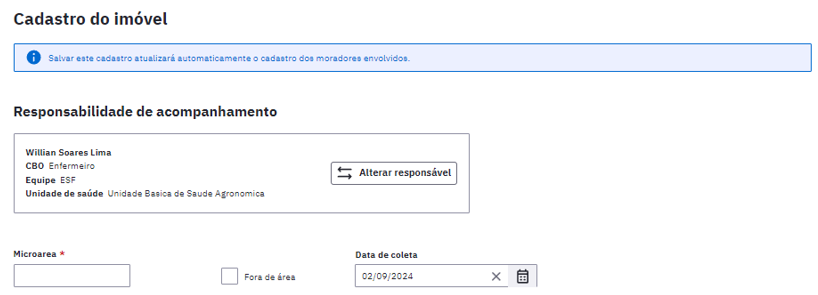 Cadastro do imóvel
Salvar este cadastro atualizará automaticamente o cadastro dos moradores envolvidos.
Responsabilidade de acompanhamento
Willian Soares Lima
CBO Enfermeiro
Equipe ESF
Unidade de saúde Unidade Basica de Saude Agronomica
Alterar responsável
Microarea *
Fora de área
Data de coleta
02/09/2024